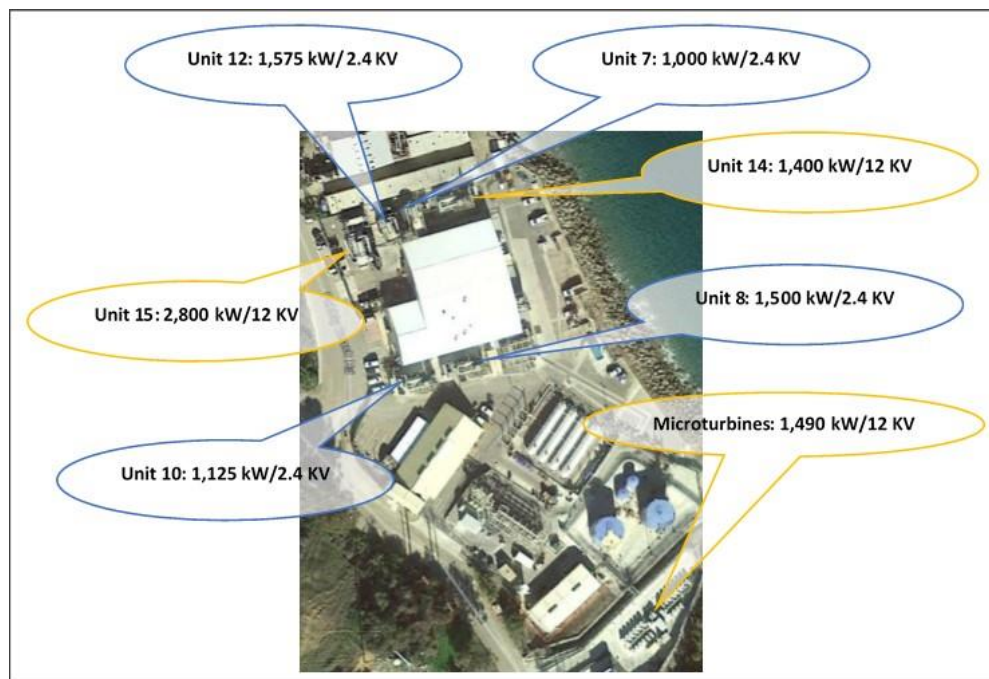 Unit 12: 1,575 kW/2.4 KV
Unit 7: 1,000 kW/2.4 KV
Unit 14: 1,400 kW/12 KV
Unit 8: 1,500 kW/2.4 KV
Unit 15: 2,800 kW/12 KV
Microturbines: 1,490 kW/12 KV
Unit 10: 1,125 kW/2.4 KV